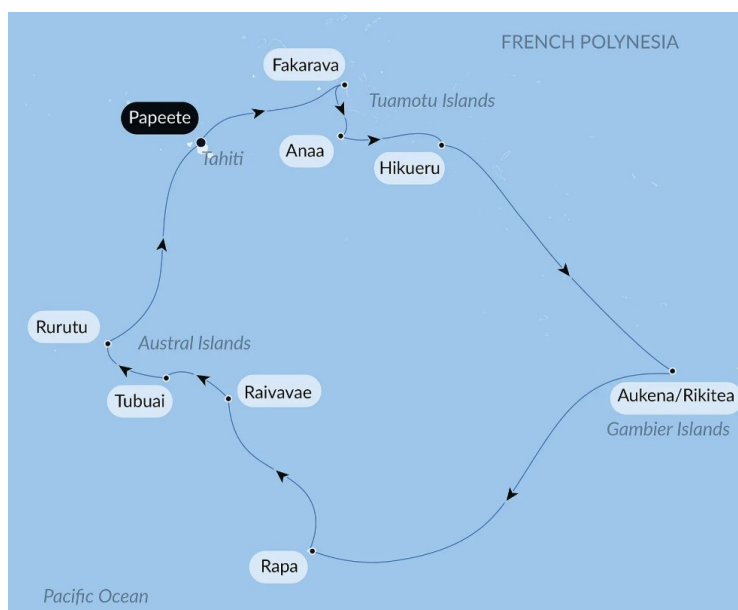 FRENCH POLYNESIA
Fakarava
Tuamotu Islands
Papeete
Tahiti
Anaa
Hikueru
Rurutu
Austral Islands
Tubuai
Raivavae
Aukena/Rikitea
Gambier Islands
Rapa
Pacific Ocean